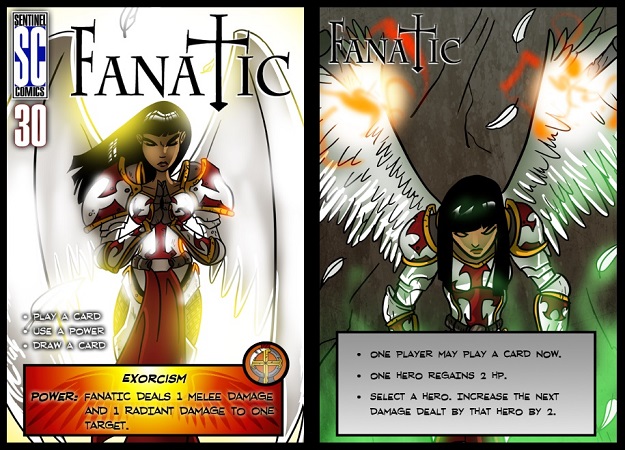 SENTINEL
SC
COMICS
30
FANATIC
• PLAY A CARD
• USE A POWER
• DRAW A CARD
EXORCISM
POWER: FANATIC DEALS 1 MELEE DAMAGE
AND 1 RADIANT DAMAGE TO ONE
TARGET.
FANATIC
• ONE PLAYER MAY PLAY A CARD NOW.
• ONE HERO REGAINS 2 HP.
• SELECT A HERO. INCREASE THE NEXT
DAMAGE DEALT BY THAT HERO BY 2.